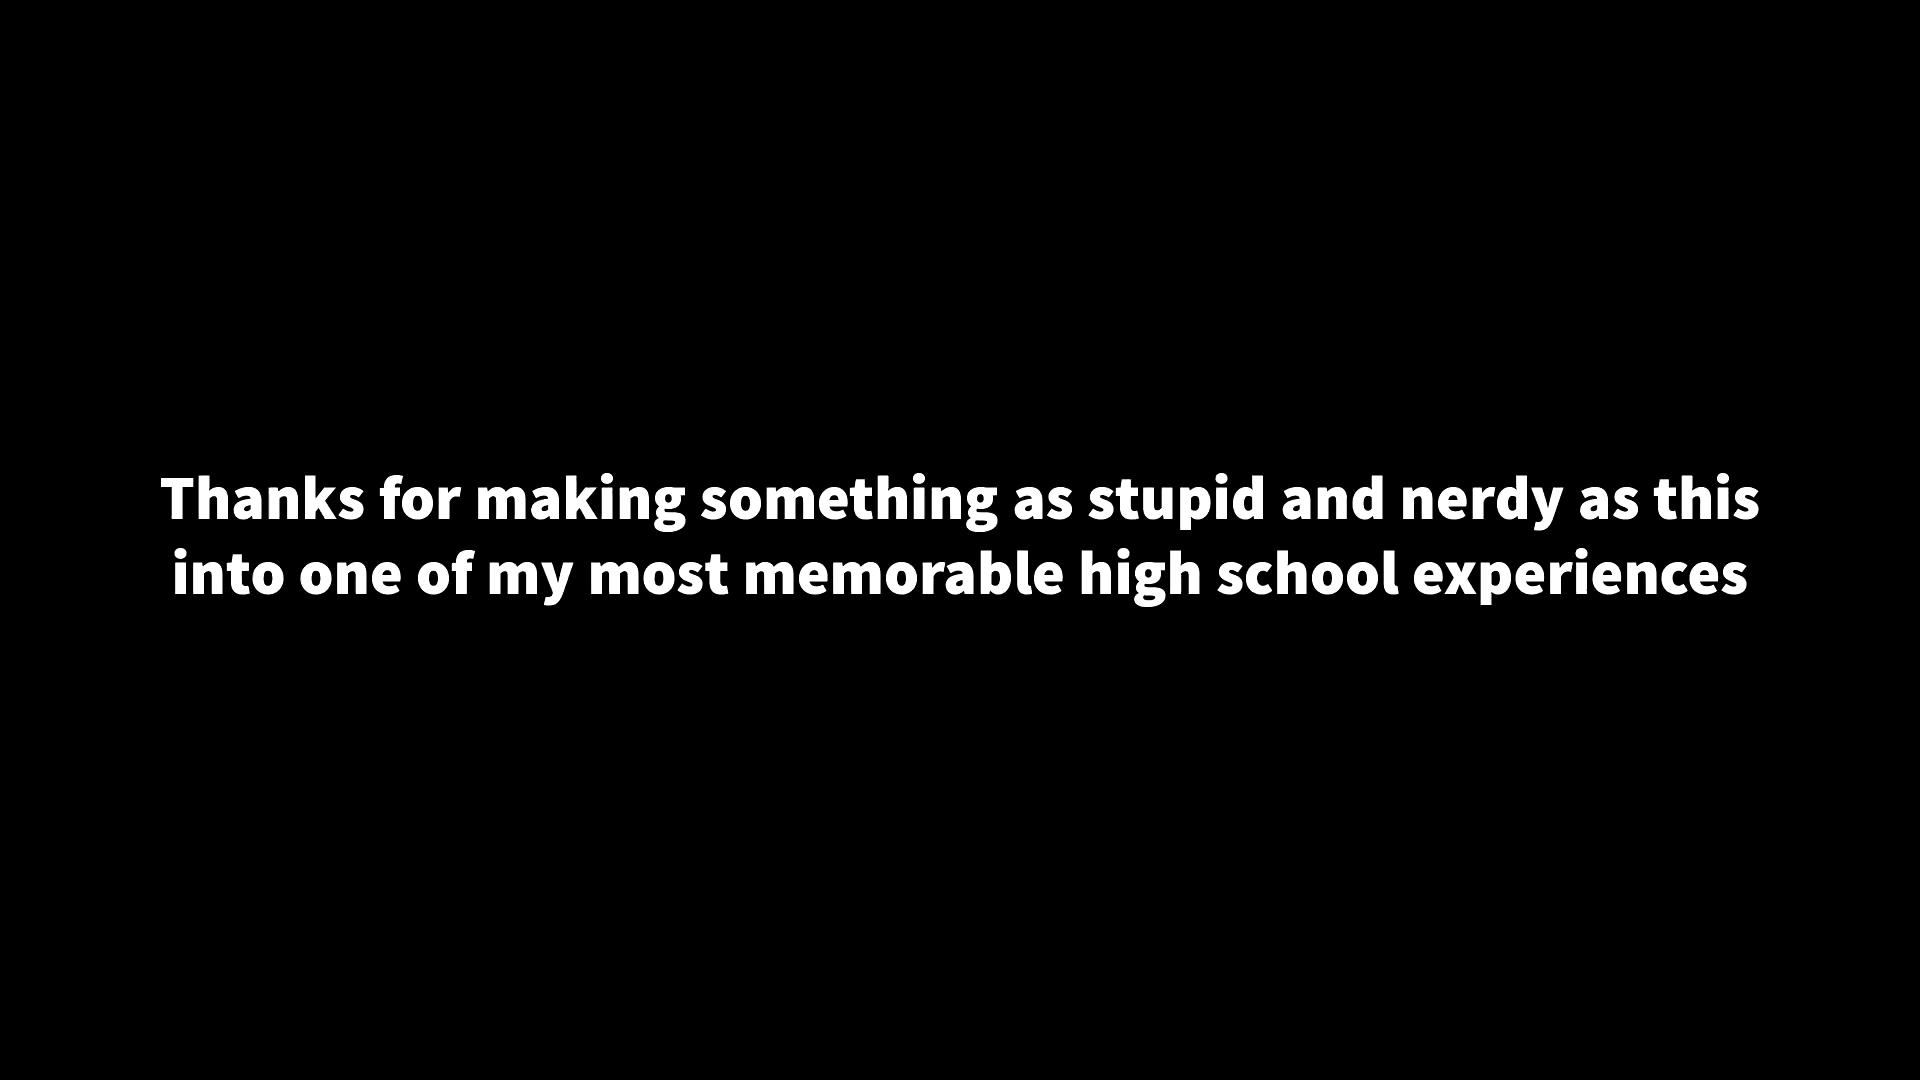 Thanks for making something as stupid and nerdy as this
into one of my most memorable high school experiences